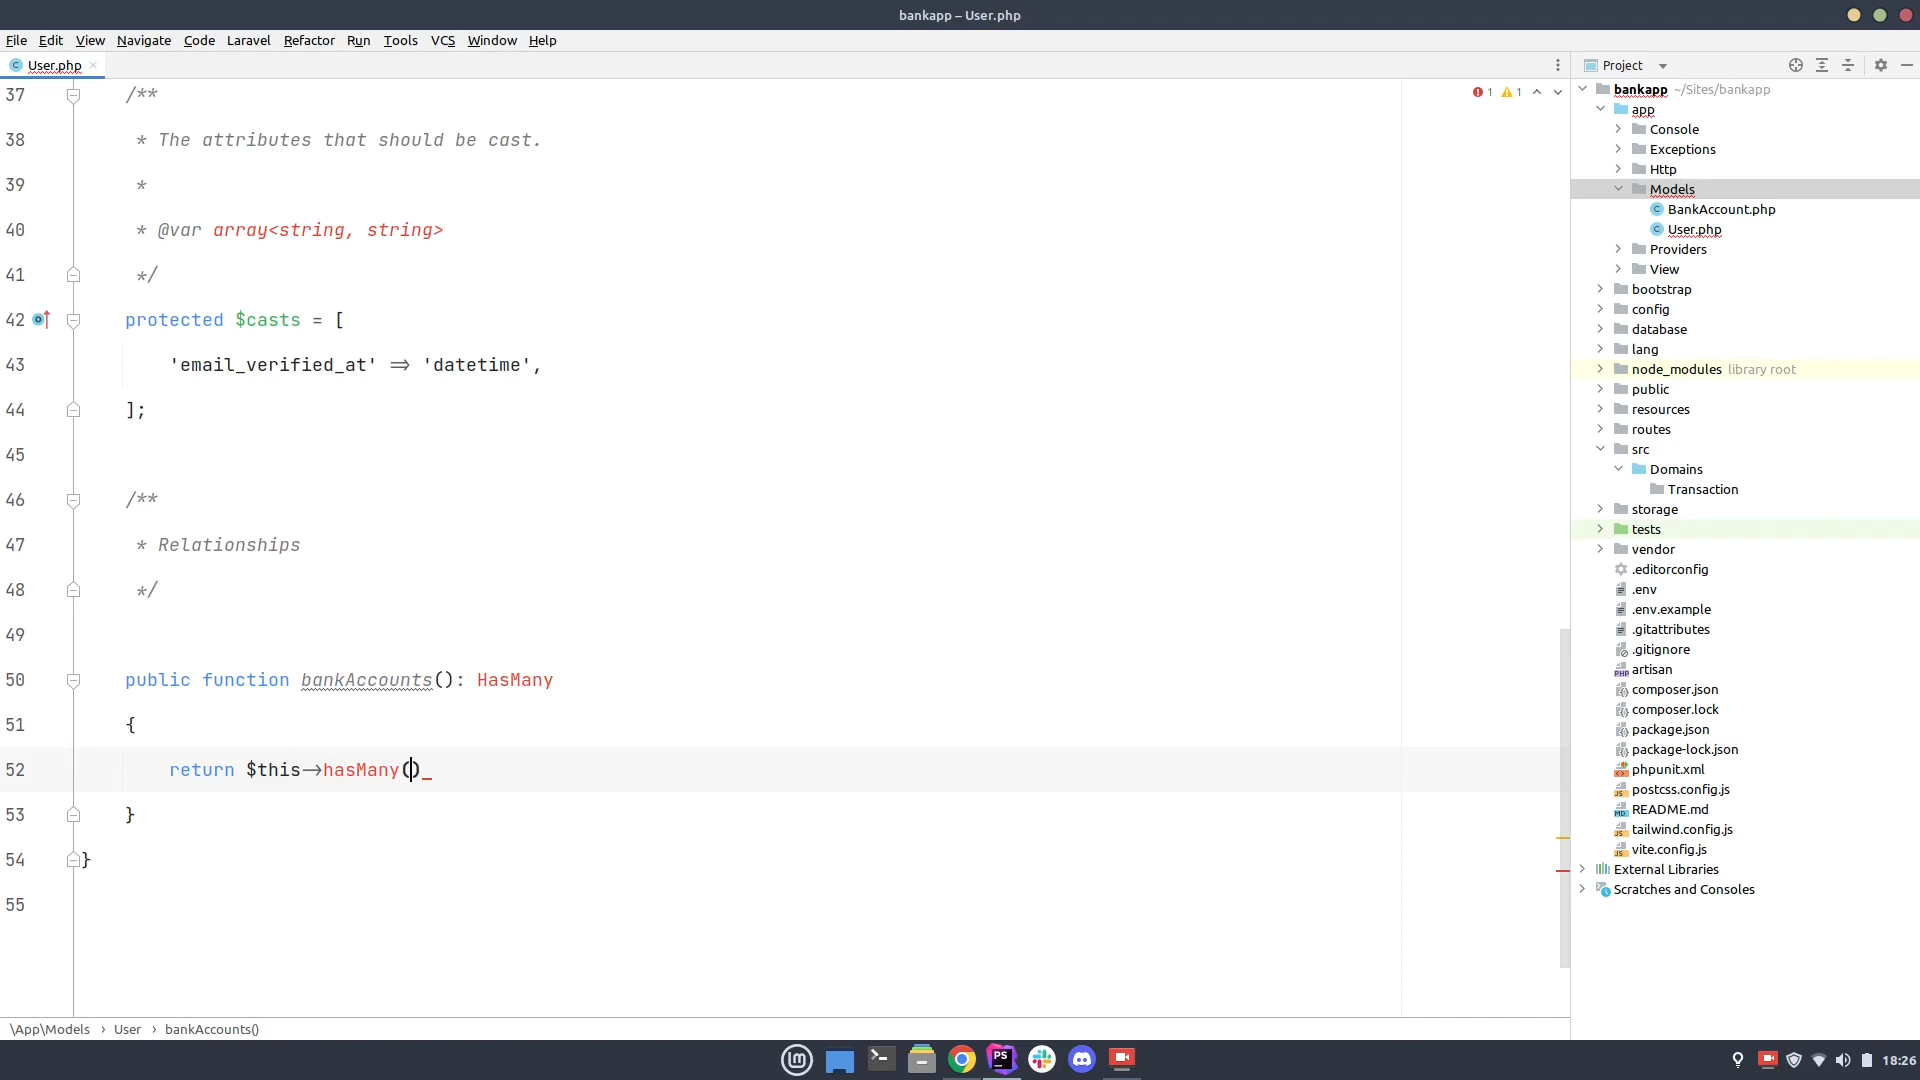 bankapp – User.php
File Edit View Navigate Code Laravel Refactor Run Tools VCS Window Help
User.php
37 /**
38 * The attributes that should be cast.
39 *
40 * @var array<string, string>
41 */
42 protected $casts = [
43 'email_verified_at' => 'datetime',
44 ];
45
46 /**
47 * Relationships
48 */
49
50 public function bankAccounts(): HasMany
51 {
52 return $this->hasMany()
53 }
54 }
55
1 1
\App\Models › User › bankAccounts()
Project
bankapp ~/Sites/bankapp
app
Console
Exceptions
Http
Models
BankAccount.php
User.php
Providers
View
bootstrap
config
database
lang
node_modules library root
public
resources
routes
src
Domains
Transaction
storage
tests
vendor
.editorconfig
.env
.env.example
.gitattributes
.gitignore
artisan
composer.json
composer.lock
package.json
package-lock.json
phpunit.xml
postcss.config.js
README.md
tailwind.config.js
vite.config.js
External Libraries
Scratches and Consoles
PS
18:26